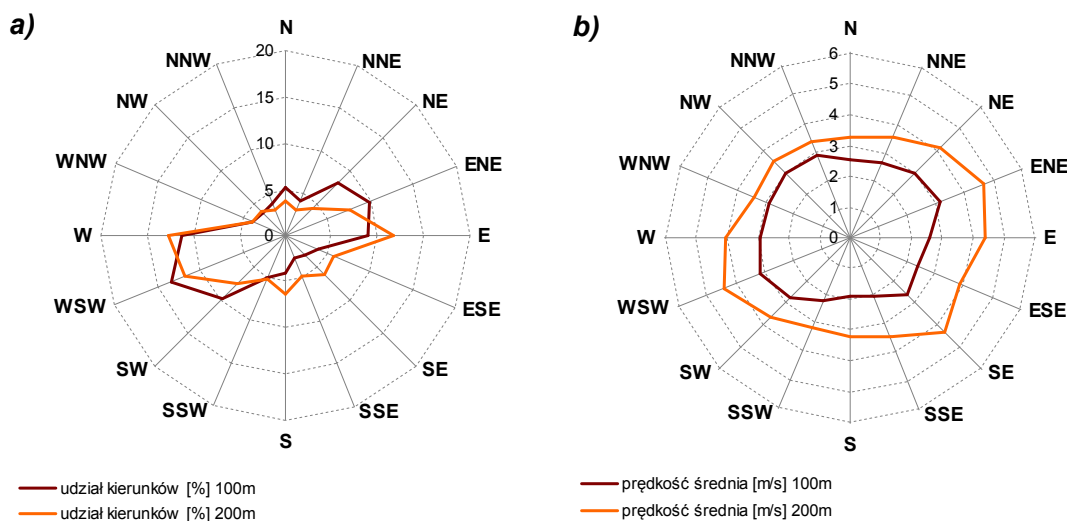 a)
N
NNE
NE
ENE
E
ESE
SE
SSE
S
SSW
SW
WSW
W
WNW
NW
NNW
20
15
10
5
0
udział kierunków [%] 100m
udział kierunków [%] 200m
b)
N
NNE
NE
ENE
E
ESE
SE
SSE
S
SSW
SW
WSW
W
WNW
NW
NNW
6
5
4
3
2
1
0
prędkość średnia [m/s] 100m
prędkość średnia [m/s] 200m